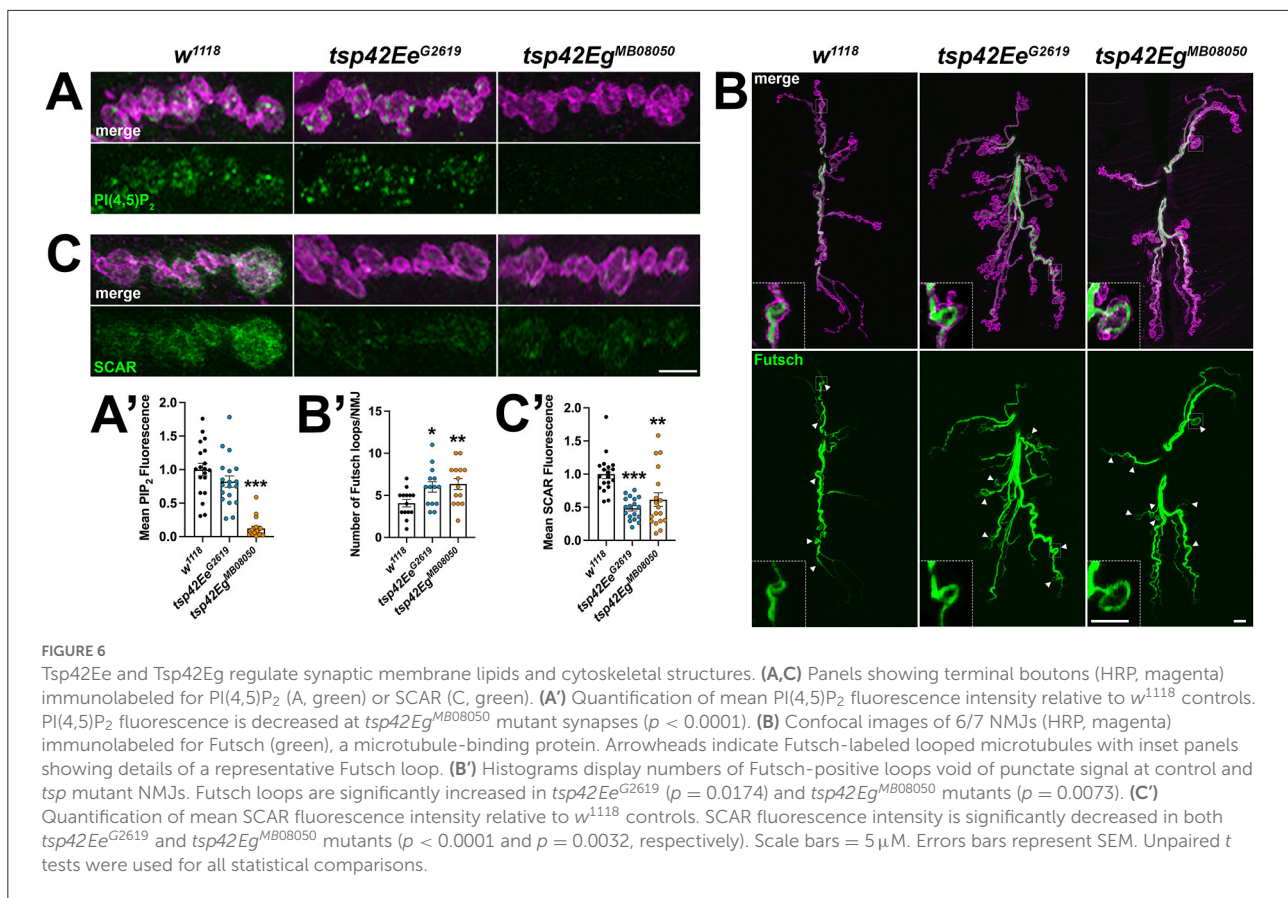 w1118 tsp42EeG2619 tsp42EgMB08050
A
merge
PI(4,5)P2
C
merge
SCAR
A'
Mean PIP2 Fluorescence
2.0
1.5
1.0
0.5
0.0
***
w1118
tsp42EeG2619
tsp42EgMB08050
B'
Number of Futsch loops/NMJ
15
10
5
0
*
**
w1118
tsp42EeG2619
tsp42EgMB08050
C'
Mean SCAR Fluorescence
2.0
1.5
1.0
0.5
0.0
***
**
w1118
tsp42EeG2619
tsp42EgMB08050
w1118 tsp42EeG2619 tsp42EgMB08050
B
merge
Futsch
FIGURE 6
Tsp42Ee and Tsp42Eg regulate synaptic membrane lipids and cytoskeletal structures. (A,C) Panels showing terminal boutons (HRP, magenta)
immunolabeled for PI(4,5)P2 (A, green) or SCAR (C, green). (A') Quantification of mean PI(4,5)P2 fluorescence intensity relative to w1118 controls.
PI(4,5)P2 fluorescence is decreased at tsp42EgMB08050 mutant synapses (p < 0.0001). (B) Confocal images of 6/7 NMJs (HRP, magenta)
immunolabeled for Futsch (green), a microtubule-binding protein. Arrowheads indicate Futsch-labeled looped microtubules with inset panels
showing details of a representative Futsch loop. (B') Histograms display numbers of Futsch-positive loops void of punctate signal at control and
tsp mutant NMJs. Futsch loops are significantly increased in tsp42EeG2619 (p = 0.0174) and tsp42EgMB08050 mutants (p = 0.0073). (C')
Quantification of mean SCAR fluorescence intensity relative to w1118 controls. SCAR fluorescence intensity is significantly decreased in both
tsp42EeG2619 and tsp42EgMB08050 mutants (p < 0.0001 and p = 0.0032, respectively). Scale bars = 5 μM. Errors bars represent SEM. Unpaired t
tests were used for all statistical comparisons.